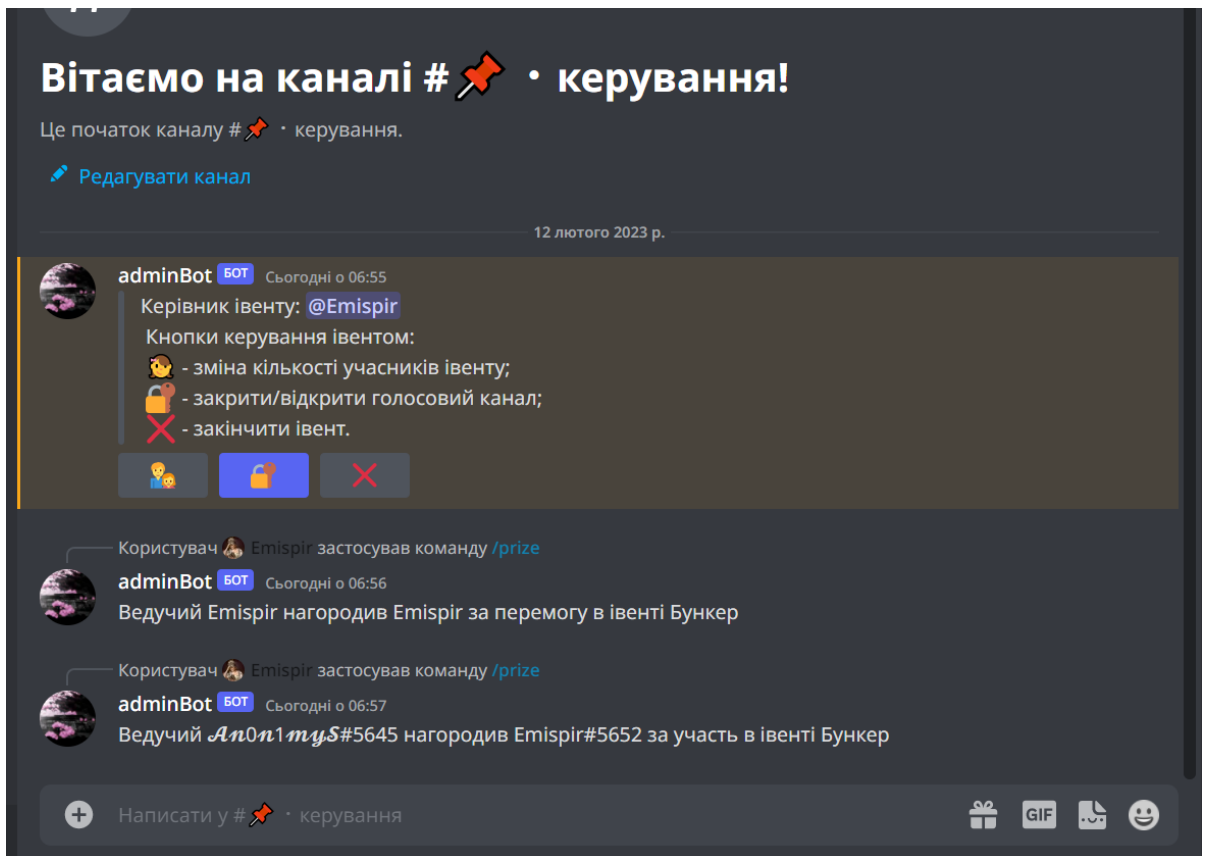 Вітаємо на каналі #📌・керування!
Це початок каналу #📌・керування.
Редагувати канал
12 лютого 2023 р.
adminBot БОТ Сьогодні о 06:55
Керівник івенту: @Emispir
Кнопки керування івентом:
- зміна кількості учасників івенту;
- закрити/відкрити голосовий канал;
- закінчити івент.
Користувач Emispir застосував команду /prize
adminBot БОТ Сьогодні о 06:56
Ведучий Emispir нагородив Emispir за перемогу в івенті Бункер
Користувач Emispir застосував команду /prize
adminBot БОТ Сьогодні о 06:57
Ведучий 𝓐𝓷0𝓷1𝓶𝔂𝓢#5645 нагородив Emispir#5652 за участь в івенті Бункер
Написати у #📌・керування
GIF